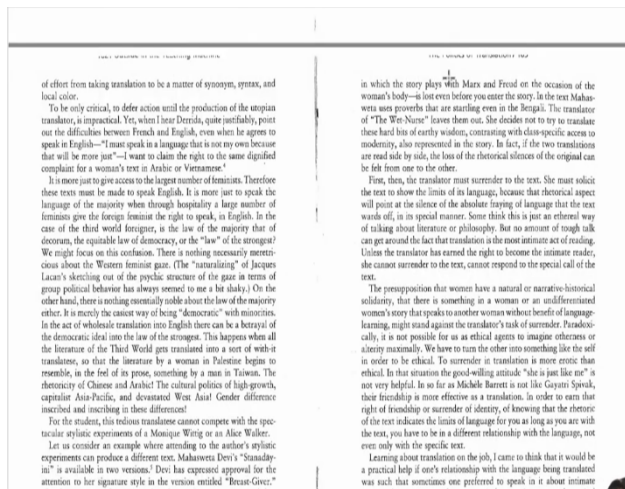 of effort from taking translation to be a matter of synonym, syntax, and
local color.
To be only critical, to defer action until the production of the utopian
translator, is impractical. Yet, when I hear Derrida, quite justifiably, point
out the difficulties between French and English, even when he agrees to
speak in English—"I must speak in a language that is not my own because
that will be more just"—I want to claim the right to the same dignified
complaint for a woman's text in Arabic or Vietnamese.⁴
It is more just to give access to the largest number of feminists. Therefore
these texts must be made to speak English. It is more just to speak the
language of the majority when through hospitality a large number of
feminists give the foreign feminist the right to speak, in English. In the
case of the third world foreigner, is the law of the majority that of
decorum, the equitable law of democracy, or the "law" of the strongest?
We might focus on this confusion. There is nothing necessarily meretri-
cious about the Western feminist gaze. (The "naturalizing" of Jacques
Lacan's sketching out of the psychic structure of the gaze in terms of
group political behavior has always seemed to me a bit shaky.) On the
other hand, there is nothing essentially noble about the law of the majority
either. It is merely the easiest way of being "democratic" with minorities.
In the act of wholesale translation into English there can be a betrayal of
the democratic ideal into the law of the strongest. This happens when all
the literature of the Third World gets translated into a sort of with-it
translatese, so that the literature by a woman in Palestine begins to
resemble, in the feel of its prose, something by a man in Taiwan. The
rhetoricity of Chinese and Arabic! The cultural politics of high-growth,
capitalist Asia-Pacific, and devastated West Asia! Gender difference
inscribed and inscribing in these differences!
For the student, this tedious translatese cannot compete with the spec-
tacular stylistic experiments of a Monique Wittig or an Alice Walker.
Let us consider an example where attending to the author's stylistic
experiments can produce a different text. Mahasweta Devi's "Stanaday-
ini" is available in two versions.⁵ Devi has expressed approval for the
attention to her signature style in the version entitled "Breast-Giver."
in which the story plays with Marx and Freud on the occasion of the
woman's body—is lost even before you enter the story. In the text Mahas-
weta uses proverbs that are startling even in the Bengali. The translator
of "The Wet-Nurse" leaves them out. She decides not to try to translate
these hard bits of earthy wisdom, contrasting with class-specific access to
modernity, also represented in the story. In fact, if the two translations
are read side by side, the loss of the rhetorical silences of the original can
be felt from one to the other.
First, then, the translator must surrender to the text. She must solicit
the text to show the limits of its language, because that rhetorical aspect
will point at the silence of the absolute fraying of language that the text
wards off, in its special manner. Some think this is just an ethereal way
of talking about literature or philosophy. But no amount of tough talk
can get around the fact that translation is the most intimate act of reading.
Unless the translator has earned the right to become the intimate reader,
she cannot surrender to the text, cannot respond to the special call of the
text.
The presupposition that women have a natural or narrative-historical
solidarity, that there is something in a woman or an undifferentiated
women's story that speaks to another woman without benefit of language-
learning, might stand against the translator's task of surrender. Paradoxi-
cally, it is not possible for us as ethical agents to imagine otherness or
alterity maximally. We have to turn the other into something like the self
in order to be ethical. To surrender in translation is more erotic than
ethical. In that situation the good-willing attitude "she is just like me" is
not very helpful. In so far as Michèle Barrett is not like Gayatri Spivak,
their friendship is more effective as a translation. In order to earn that
right of friendship or surrender of identity, of knowing that the rhetoric
of the text indicates the limits of language for you as long as you are with
the text, you have to be in a different relationship with the language, not
even only with the specific text.
Learning about translation on the job, I came to think that it would be
a practical help if one's relationship with the language being translated
was such that sometimes one preferred to speak in it about intimate